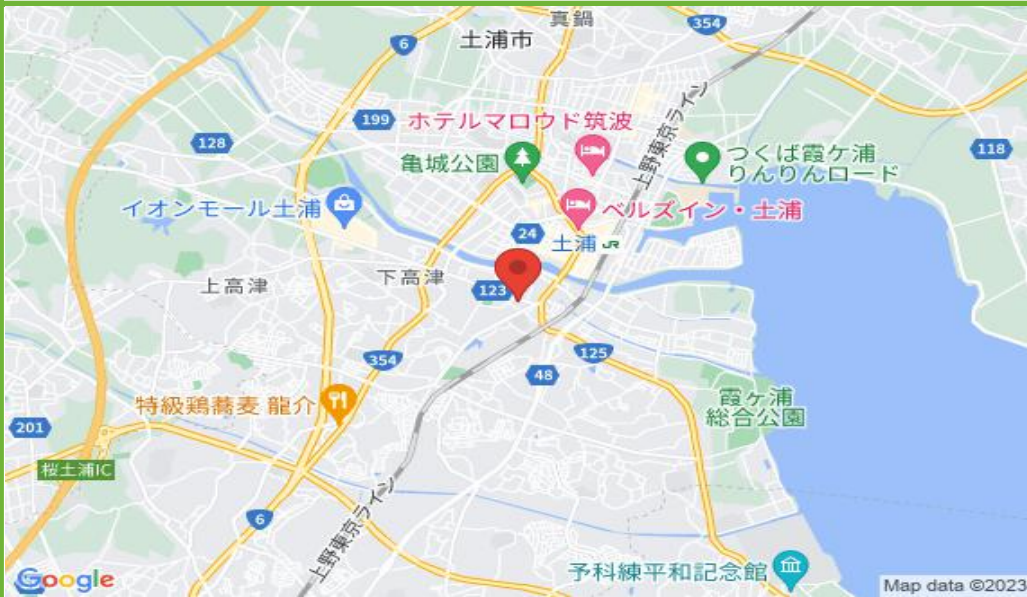 真鍋
354
土浦市
6
上野東京ライン
199
ホテルマロウド筑波
128
亀城公園
つくば霞ケ浦
りんりんロード
118
イオンモール土浦
ベルズイン・土浦
24
土浦 JR
上高津
下高津
123
354
125
48
特級鶏蕎麦 龍介
霞ケ浦
総合公園
201
桜土浦IC
6
上野東京ライン
予科練平和記念館
Google
Map data ©2023